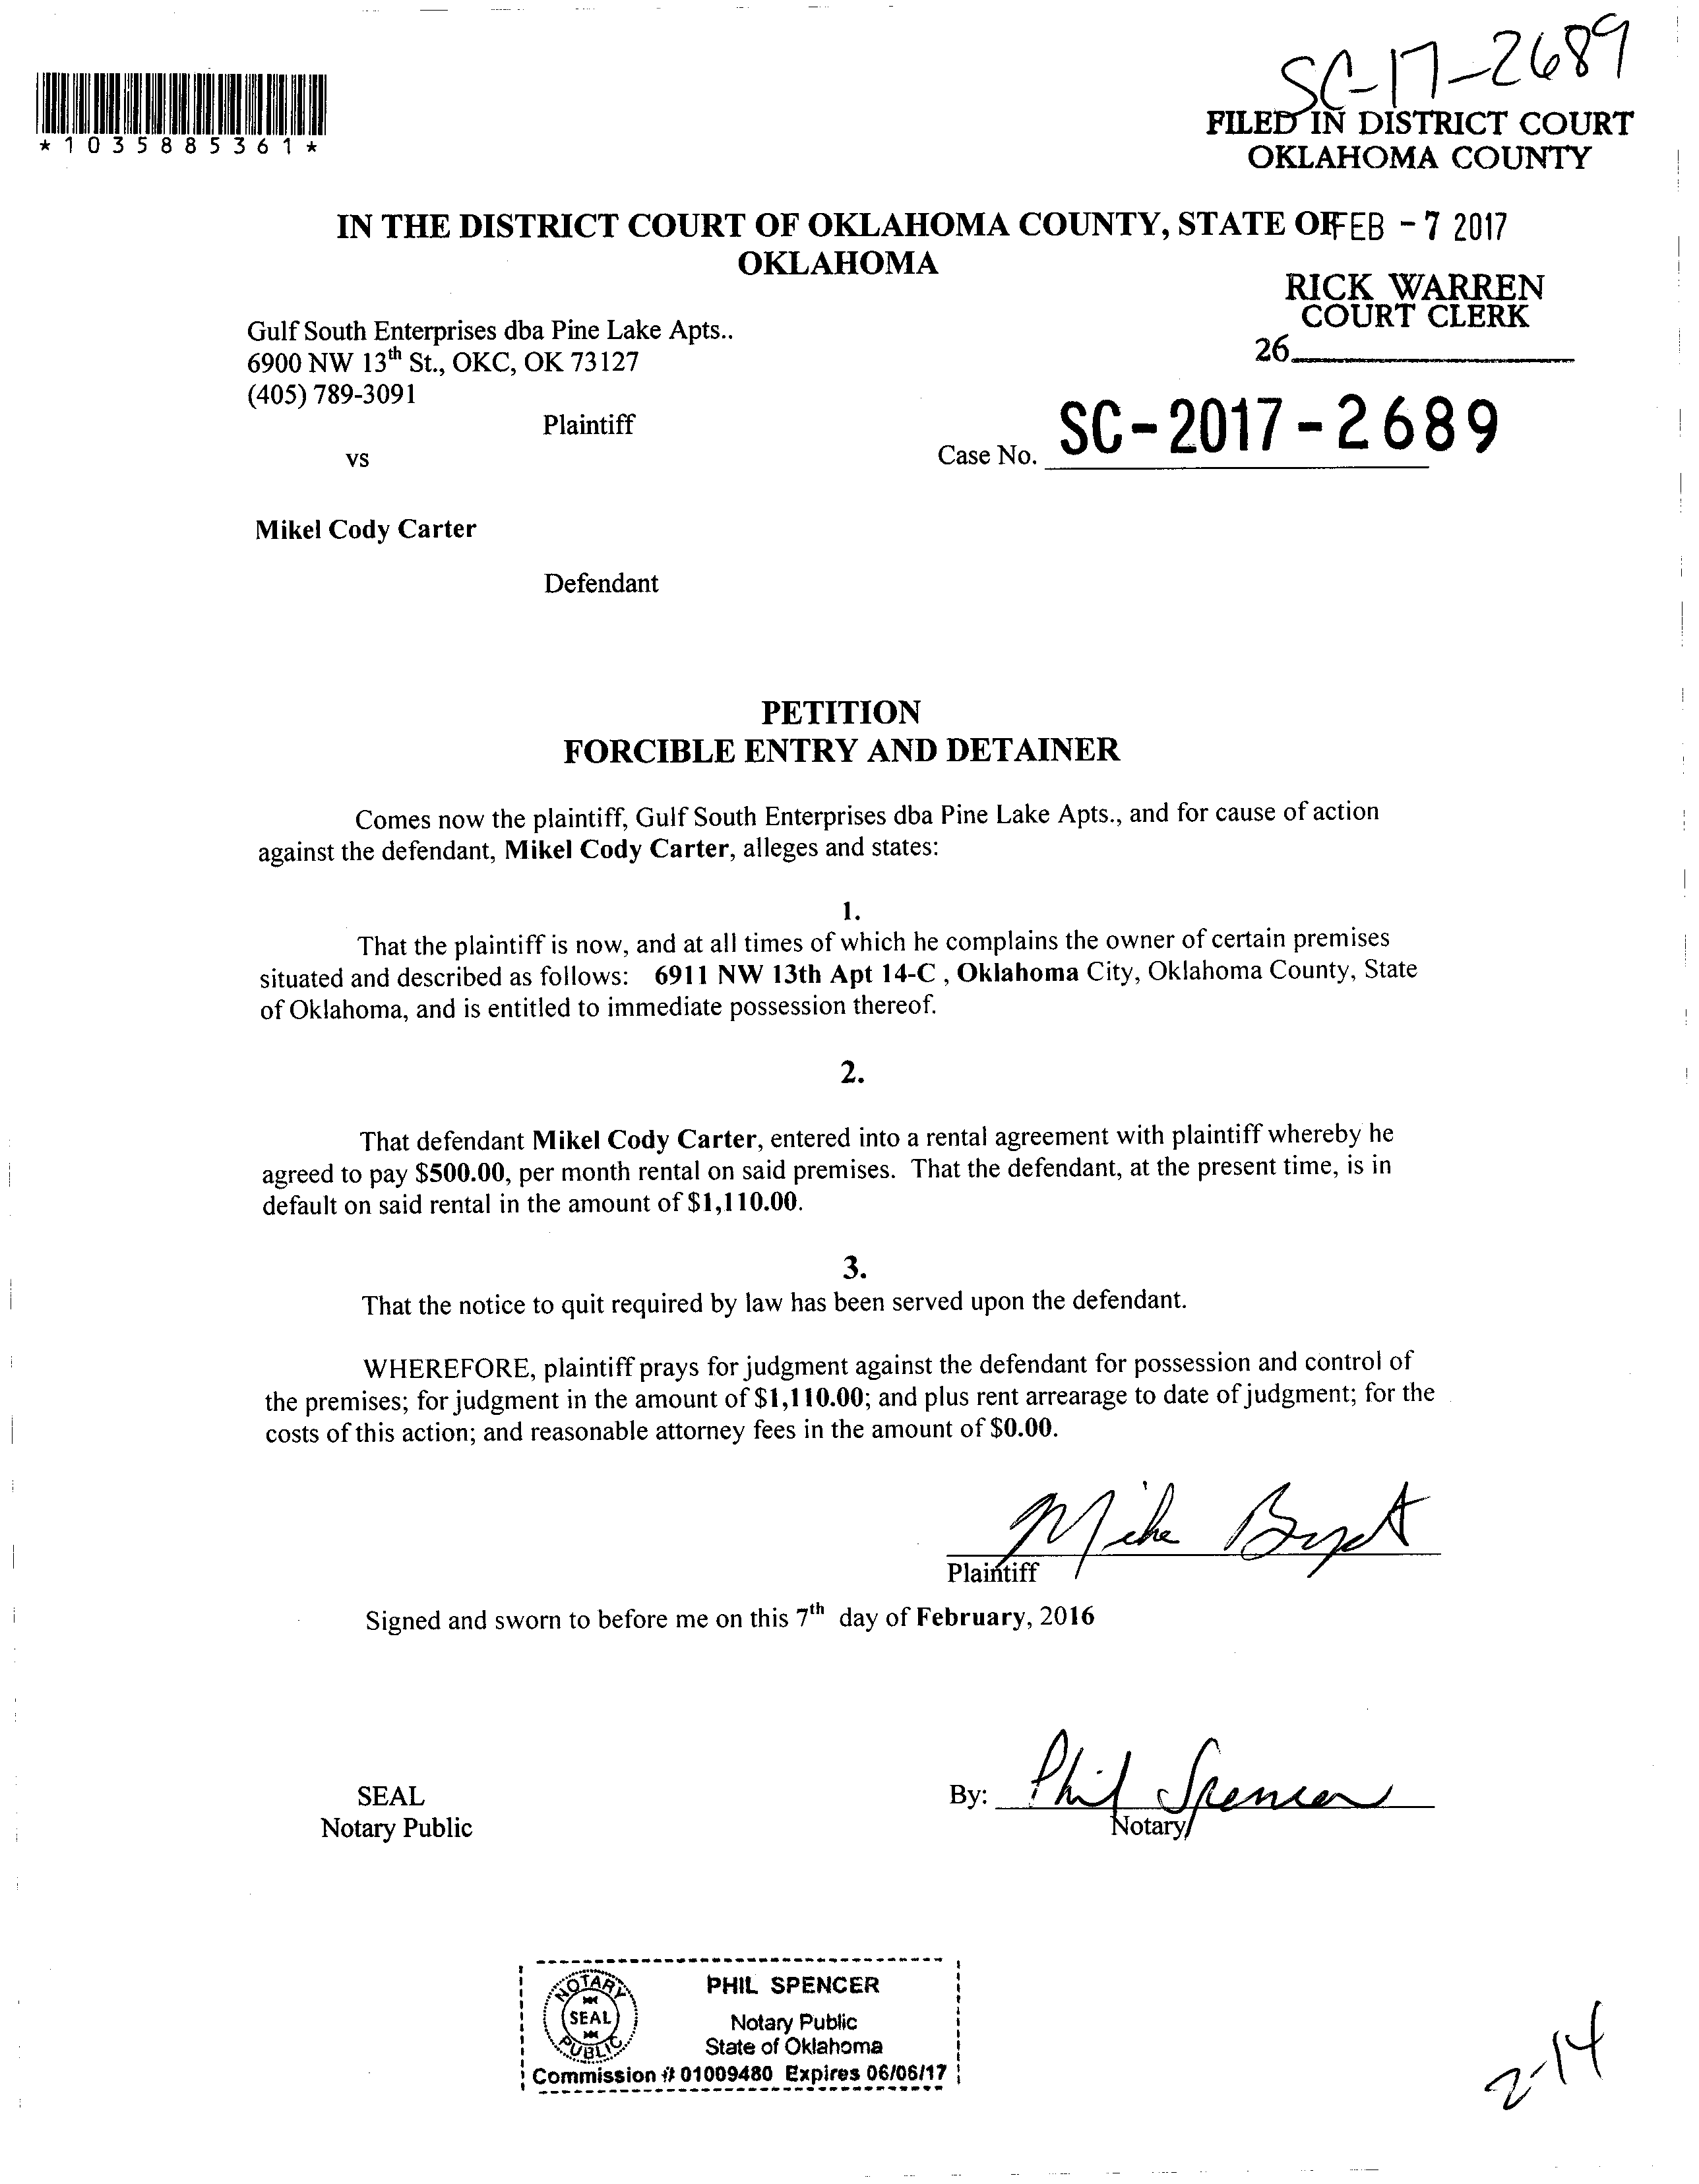 SC-17-2689
*1035885361*
FILED IN DISTRICT COURT
OKLAHOMA COUNTY
IN THE DISTRICT COURT OF OKLAHOMA COUNTY, STATE OF
OKLAHOMA
FEB - 7 2017
RICK WARREN
COURT CLERK
26
Gulf South Enterprises dba Pine Lake Apts..
6900 NW 13th St., OKC, OK 73127
(405) 789-3091
Plaintiff
vs
Case No. SC-2017-2689
Mikel Cody Carter
Defendant
PETITION
FORCIBLE ENTRY AND DETAINER
Comes now the plaintiff, Gulf South Enterprises dba Pine Lake Apts., and for cause of action
against the defendant, Mikel Cody Carter, alleges and states:
1.
That the plaintiff is now, and at all times of which he complains the owner of certain premises
situated and described as follows: 6911 NW 13th Apt 14-C , Oklahoma City, Oklahoma County, State
of Oklahoma, and is entitled to immediate possession thereof.
2.
That defendant Mikel Cody Carter, entered into a rental agreement with plaintiff whereby he
agreed to pay $500.00, per month rental on said premises. That the defendant, at the present time, is in
default on said rental in the amount of $1,110.00.
3.
That the notice to quit required by law has been served upon the defendant.
WHEREFORE, plaintiff prays for judgment against the defendant for possession and control of
the premises; for judgment in the amount of $1,110.00; and plus rent arrearage to date of judgment; for the
costs of this action; and reasonable attorney fees in the amount of $0.00.
Mike
Plaintiff
Signed and sworn to before me on this 7th day of February, 2016
By: Phil Spencer
Notary
SEAL
Notary Public
NOTARY SEAL PUBLIC
PHIL SPENCER
Notary Public
State of Oklahoma
Commission # 01009480 Expires 06/06/17
2-14